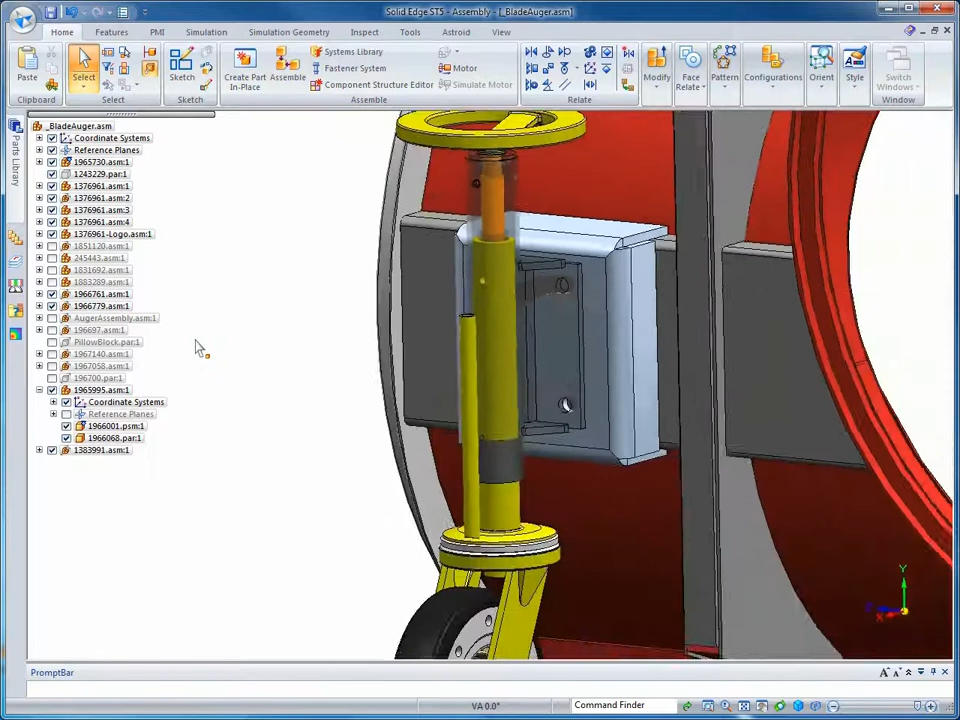 Solid Edge ST5 - Assembly - [_BladeAuger.asm]
Home Features PMI Simulation Simulation Geometry Inspect Tools Astroid View
Paste
Clipboard
Select
Select
Sketch
Sketch
Create Part In-Place
Assemble
Systems Library
Fastener System
Component Structure Editor
Assemble
Motor
Simulate Motor
Relate
Modify
Face Relate
Pattern
Configurations
Orient
Style
Switch Windows
Window
Parts Library
_BladeAuger.asm
Coordinate Systems
Reference Planes
1965730.asm:1
1243229.par:1
1376961.asm:1
1376961.asm:2
1376961.asm:3
1376961.asm:4
1376961-Logo.asm:1
1851120.asm:1
245443.asm:1
1831692.asm:1
1883289.asm:1
1966761.asm:1
1966779.asm:1
AugerAssembly.asm:1
196697.asm:1
PillowBlock.par:1
1967140.asm:1
1967058.asm:1
196700.par:1
1965995.asm:1
Coordinate Systems
Reference Planes
1966001.psm:1
1966068.par:1
1383991.asm:1
Y
Z
X
PromptBar
VA 0.0°
Command Finder